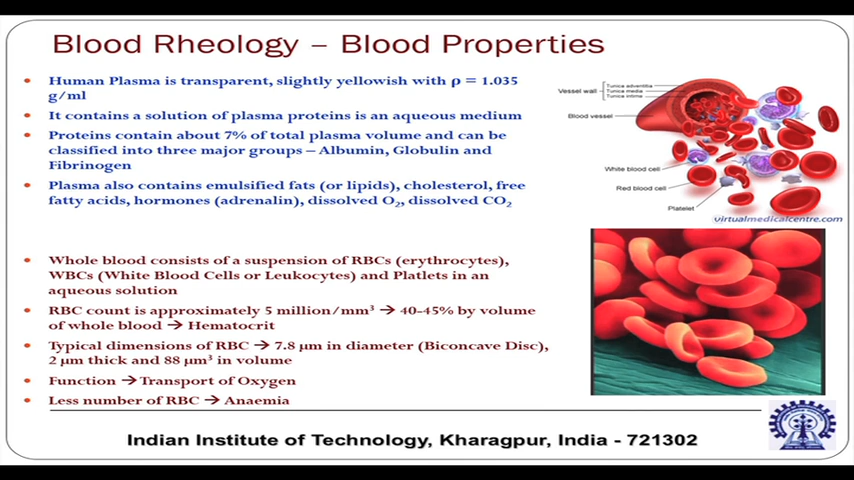 Blood Rheology – Blood Properties
Human Plasma is transparent, slightly yellowish with ρ = 1.035
g/ml
It contains a solution of plasma proteins is an aqueous medium
Proteins contain about 7% of total plasma volume and can be
classified into three major groups – Albumin, Globulin and
Fibrinogen
Plasma also contains emulsified fats (or lipids), cholesterol, free
fatty acids, hormones (adrenalin), dissolved O2, dissolved CO2
Whole blood consists of a suspension of RBCs (erythrocytes),
WBCs (White Blood Cells or Leukocytes) and Platlets in an
aqueous solution
RBC count is approximately 5 million/mm³ → 40-45% by volume
of whole blood → Hematocrit
Typical dimensions of RBC → 7.8 µm in diameter (Biconcave Disc),
2 µm thick and 88 µm³ in volume
Function → Transport of Oxygen
Less number of RBC → Anaemia
Vessel wall
Tunica adventitia
Tunica media
Tunica intima
Blood vessel
White blood cell
Red blood cell
Platelet
virtualmedicalcentre.com
Indian Institute of Technology, Kharagpur, India - 721302